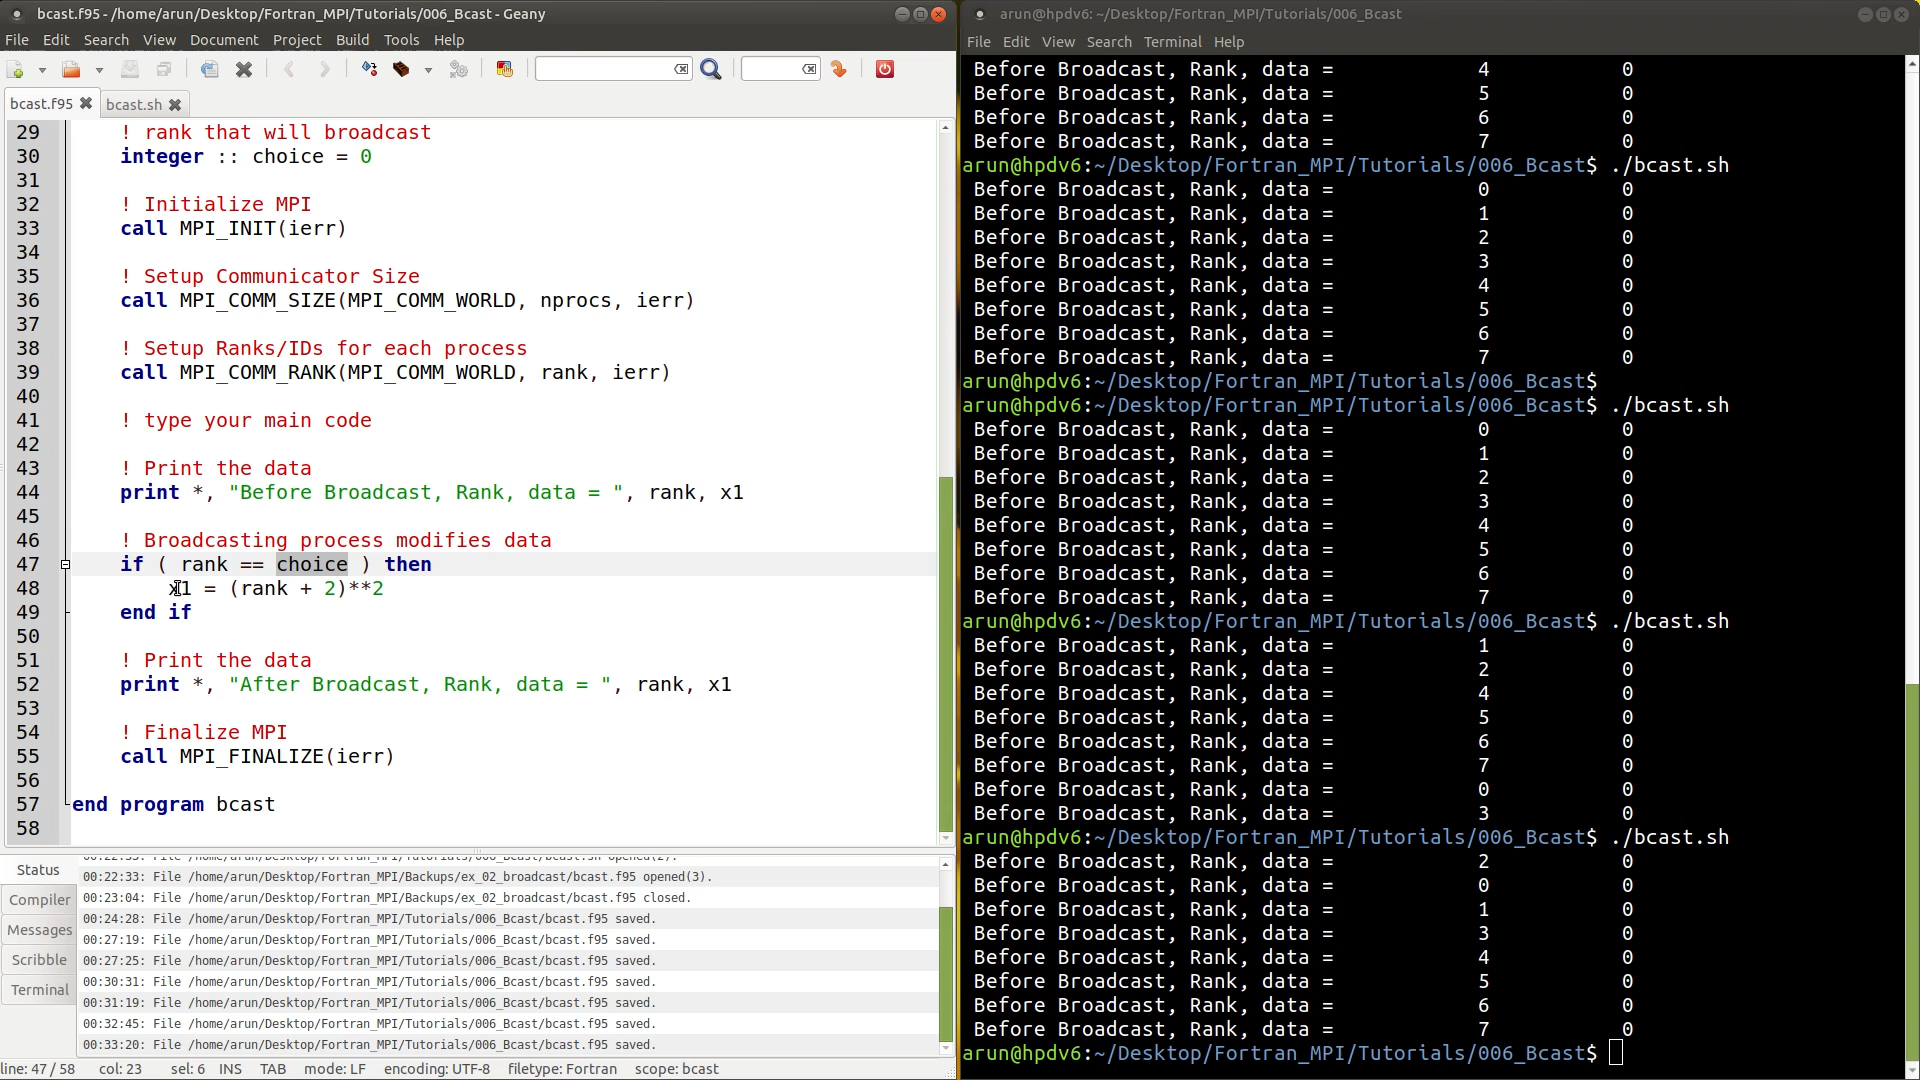 bcast.f95 - /home/arun/Desktop/Fortran_MPI/Tutorials/006_Bcast - Geany
File Edit Search View Document Project Build Tools Help
bcast.f95 bcast.sh
29 ! rank that will broadcast
30 integer :: choice = 0
31
32 ! Initialize MPI
33 call MPI_INIT(ierr)
34
35 ! Setup Communicator Size
36 call MPI_COMM_SIZE(MPI_COMM_WORLD, nprocs, ierr)
37
38 ! Setup Ranks/IDs for each process
39 call MPI_COMM_RANK(MPI_COMM_WORLD, rank, ierr)
40
41 ! type your main code
42
43 ! Print the data
44 print *, "Before Broadcast, Rank, data = ", rank, x1
45
46 ! Broadcasting process modifies data
47 if ( rank == choice ) then
48 x1 = (rank + 2)**2
49 end if
50
51 ! Print the data
52 print *, "After Broadcast, Rank, data = ", rank, x1
53
54 ! Finalize MPI
55 call MPI_FINALIZE(ierr)
56
57 end program bcast
58
Status
Compiler
Messages
Scribble
Terminal
00:22:33: File /home/arun/Desktop/Fortran_MPI/Tutorials/006_Bcast/bcast.sh opened(2).
00:22:33: File /home/arun/Desktop/Fortran_MPI/Backups/ex_02_broadcast/bcast.f95 opened(3).
00:23:04: File /home/arun/Desktop/Fortran_MPI/Backups/ex_02_broadcast/bcast.f95 closed.
00:24:28: File /home/arun/Desktop/Fortran_MPI/Tutorials/006_Bcast/bcast.f95 saved.
00:27:19: File /home/arun/Desktop/Fortran_MPI/Tutorials/006_Bcast/bcast.f95 saved.
00:27:25: File /home/arun/Desktop/Fortran_MPI/Tutorials/006_Bcast/bcast.f95 saved.
00:30:31: File /home/arun/Desktop/Fortran_MPI/Tutorials/006_Bcast/bcast.f95 saved.
00:31:19: File /home/arun/Desktop/Fortran_MPI/Tutorials/006_Bcast/bcast.f95 saved.
00:32:45: File /home/arun/Desktop/Fortran_MPI/Tutorials/006_Bcast/bcast.f95 saved.
00:33:20: File /home/arun/Desktop/Fortran_MPI/Tutorials/006_Bcast/bcast.f95 saved.
line: 47 / 58 col: 23 sel: 6 INS TAB mode: LF encoding: UTF-8 filetype: Fortran scope: bcast
arun@hpdv6: ~/Desktop/Fortran_MPI/Tutorials/006_Bcast
File Edit View Search Terminal Help
Before Broadcast, Rank, data = 4 0
Before Broadcast, Rank, data = 5 0
Before Broadcast, Rank, data = 6 0
Before Broadcast, Rank, data = 7 0
arun@hpdv6:~/Desktop/Fortran_MPI/Tutorials/006_Bcast$ ./bcast.sh
Before Broadcast, Rank, data = 0 0
Before Broadcast, Rank, data = 1 0
Before Broadcast, Rank, data = 2 0
Before Broadcast, Rank, data = 3 0
Before Broadcast, Rank, data = 4 0
Before Broadcast, Rank, data = 5 0
Before Broadcast, Rank, data = 6 0
Before Broadcast, Rank, data = 7 0
arun@hpdv6:~/Desktop/Fortran_MPI/Tutorials/006_Bcast$
arun@hpdv6:~/Desktop/Fortran_MPI/Tutorials/006_Bcast$ ./bcast.sh
Before Broadcast, Rank, data = 0 0
Before Broadcast, Rank, data = 1 0
Before Broadcast, Rank, data = 2 0
Before Broadcast, Rank, data = 3 0
Before Broadcast, Rank, data = 4 0
Before Broadcast, Rank, data = 5 0
Before Broadcast, Rank, data = 6 0
Before Broadcast, Rank, data = 7 0
arun@hpdv6:~/Desktop/Fortran_MPI/Tutorials/006_Bcast$ ./bcast.sh
Before Broadcast, Rank, data = 1 0
Before Broadcast, Rank, data = 2 0
Before Broadcast, Rank, data = 4 0
Before Broadcast, Rank, data = 5 0
Before Broadcast, Rank, data = 6 0
Before Broadcast, Rank, data = 7 0
Before Broadcast, Rank, data = 0 0
Before Broadcast, Rank, data = 3 0
arun@hpdv6:~/Desktop/Fortran_MPI/Tutorials/006_Bcast$ ./bcast.sh
Before Broadcast, Rank, data = 2 0
Before Broadcast, Rank, data = 0 0
Before Broadcast, Rank, data = 1 0
Before Broadcast, Rank, data = 3 0
Before Broadcast, Rank, data = 4 0
Before Broadcast, Rank, data = 5 0
Before Broadcast, Rank, data = 6 0
Before Broadcast, Rank, data = 7 0
arun@hpdv6:~/Desktop/Fortran_MPI/Tutorials/006_Bcast$